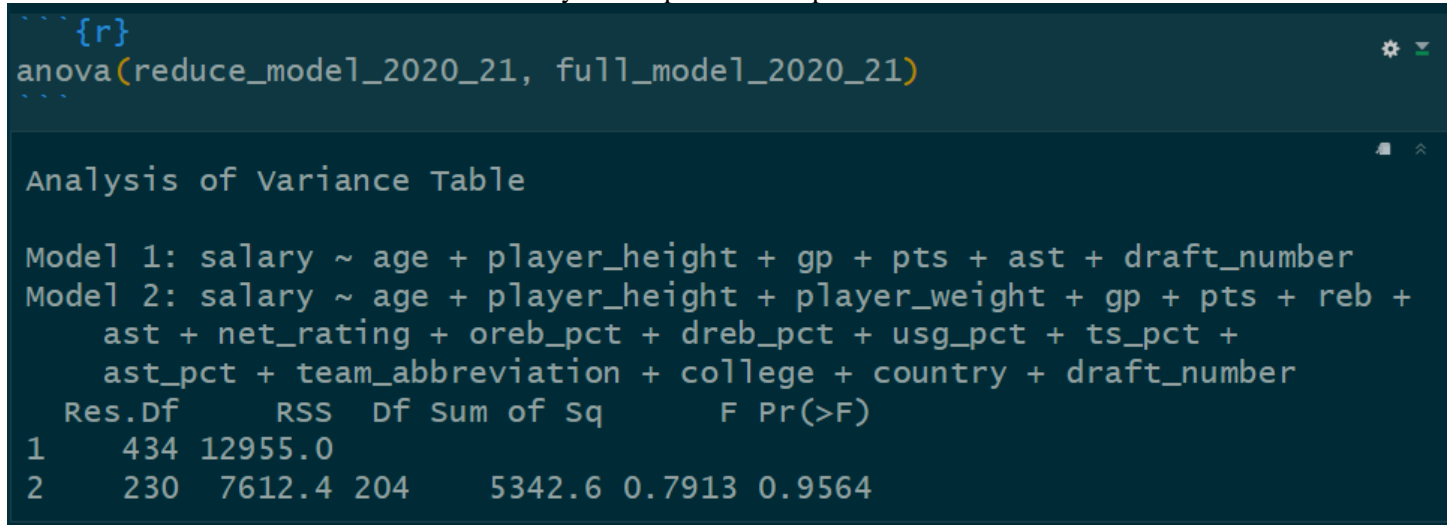 ```{r}
anova(reduce_model_2020_21, full_model_2020_21)
```
Analysis of Variance Table
Model 1: salary ~ age + player_height + gp + pts + ast + draft_number
Model 2: salary ~ age + player_height + player_weight + gp + pts + reb +
ast + net_rating + oreb_pct + dreb_pct + usg_pct + ts_pct +
ast_pct + team_abbreviation + college + country + draft_number
Res.Df RSS Df Sum of Sq F Pr(>F)
1 434 12955.0
2 230 7612.4 204 5342.6 0.7913 0.9564